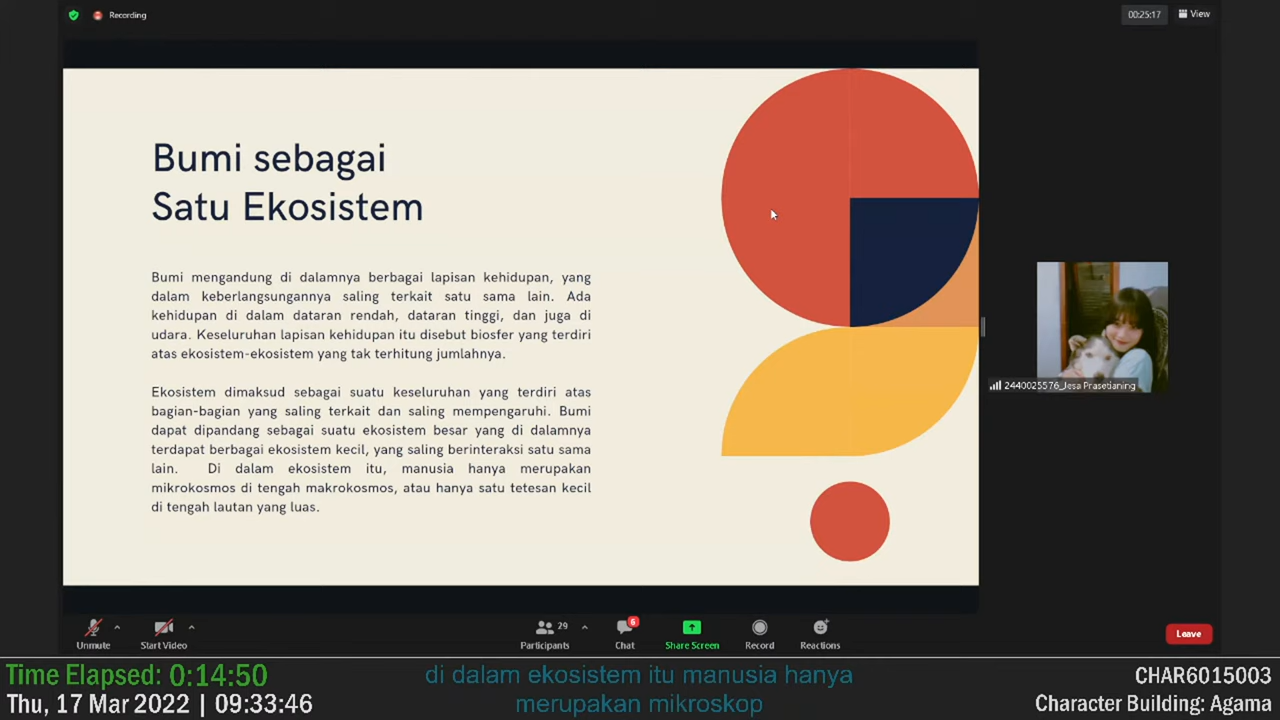 Recording
00:25:17
View
Bumi sebagai
Satu Ekosistem
Bumi mengandung di dalamnya berbagai lapisan kehidupan, yang
dalam keberlangsungannya saling terkait satu sama lain. Ada
kehidupan di dalam dataran rendah, dataran tinggi, dan juga di
udara. Keseluruhan lapisan kehidupan itu disebut biosfer yang terdiri
atas ekosistem-ekosistem yang tak terhitung jumlahnya.
Ekosistem dimaksud sebagai suatu keseluruhan yang terdiri atas
bagian-bagian yang saling terkait dan saling mempengaruhi. Bumi
dapat dipandang sebagai suatu ekosistem besar yang di dalamnya
terdapat berbagai ekosistem kecil, yang saling berinteraksi satu sama
lain. Di dalam ekosistem itu, manusia hanya merupakan
mikrokosmos di tengah makrokosmos, atau hanya satu tetesan kecil
di tengah lautan yang luas.
2440025576_Jesa Prasetianing
Unmute
Start Video
29
Participants
6
Chat
Share Screen
Record
Reactions
Leave
Time Elapsed: 0:14:50
Thu, 17 Mar 2022 | 09:33:46
di dalam ekosistem itu manusia hanya
merupakan mikroskop
CHAR6015003
Character Building: Agama